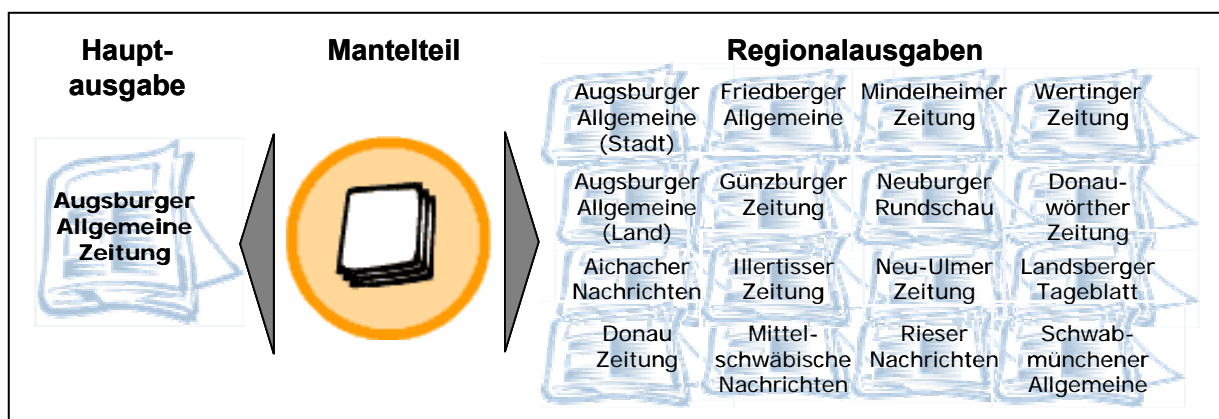 Haupt-
ausgabe
Mantelteil
Regionalausgaben
Augsburger
Allgemeine
Zeitung
Augsburger
Allgemeine
(Stadt)
Friedberger
Allgemeine
Mindelheimer
Zeitung
Wertinger
Zeitung
Augsburger
Allgemeine
(Land)
Günzburger
Zeitung
Neuburger
Rundschau
Donau-
wörther
Zeitung
Aichacher
Nachrichten
Illertisser
Zeitung
Neu-Ulmer
Zeitung
Landsberger
Tageblatt
Donau
Zeitung
Mittel-
schwäbische
Nachrichten
Rieser
Nachrichten
Schwab-
münchener
Allgemeine